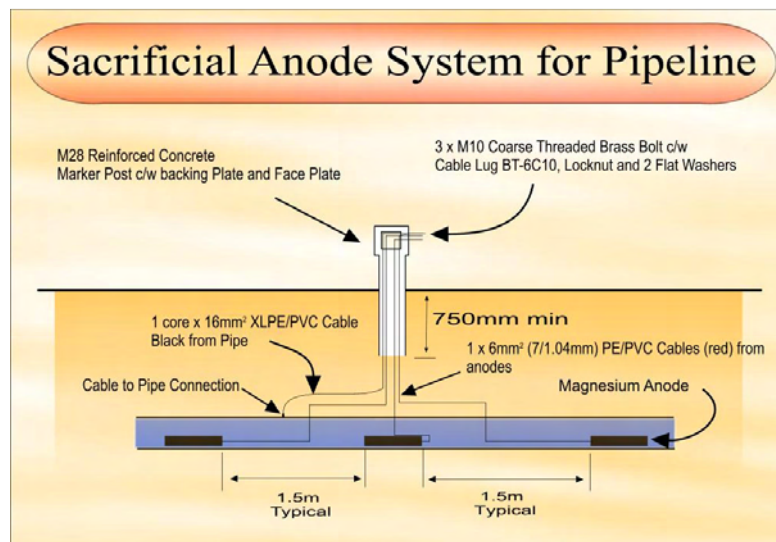 Sacrificial Anode System for Pipeline
M28 Reinforced Concrete
Marker Post c/w backing Plate and Face Plate
3 x M10 Coarse Threaded Brass Bolt c/w
Cable Lug BT-6C10, Locknut and 2 Flat Washers
750mm min
1 core x 16mm² XLPE/PVC Cable
Black from Pipe
1 x 6mm² (7/1.04mm) PE/PVC Cables (red) from
anodes
Cable to Pipe Connection
Magnesium Anode
1.5m
Typical
1.5m
Typical